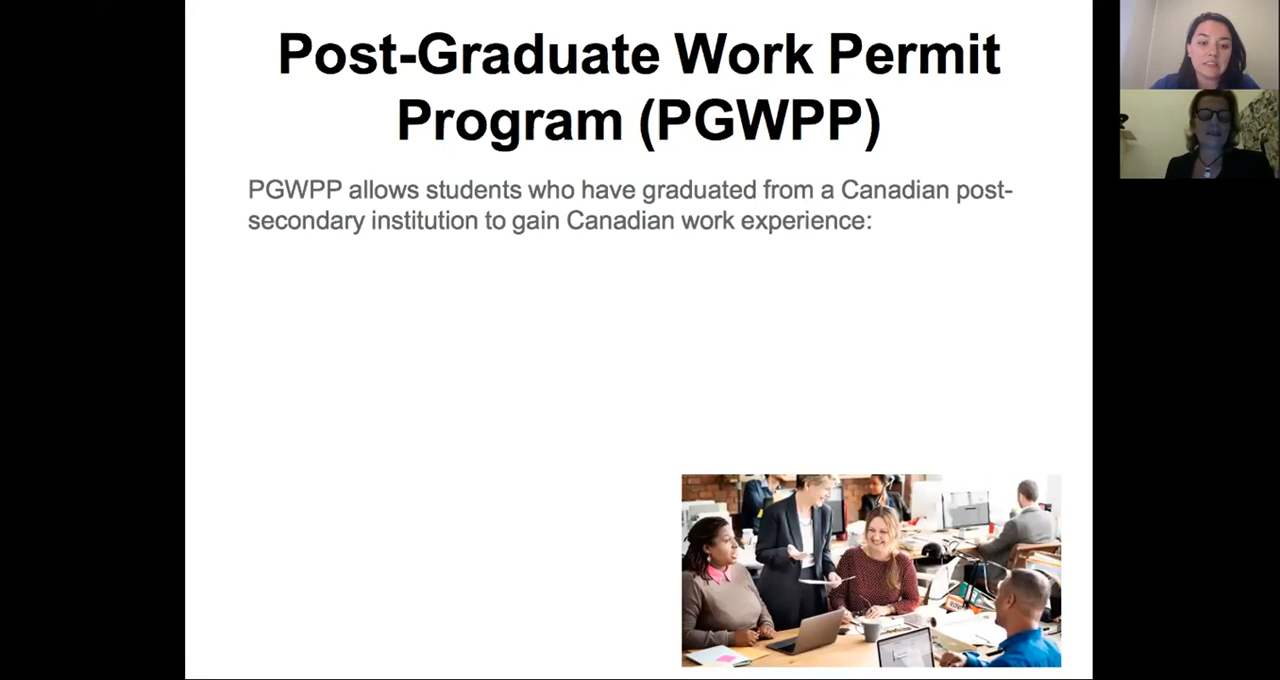 Post-Graduate Work Permit
Program (PGWPP)
PGWPP allows students who have graduated from a Canadian post-
secondary institution to gain Canadian work experience: